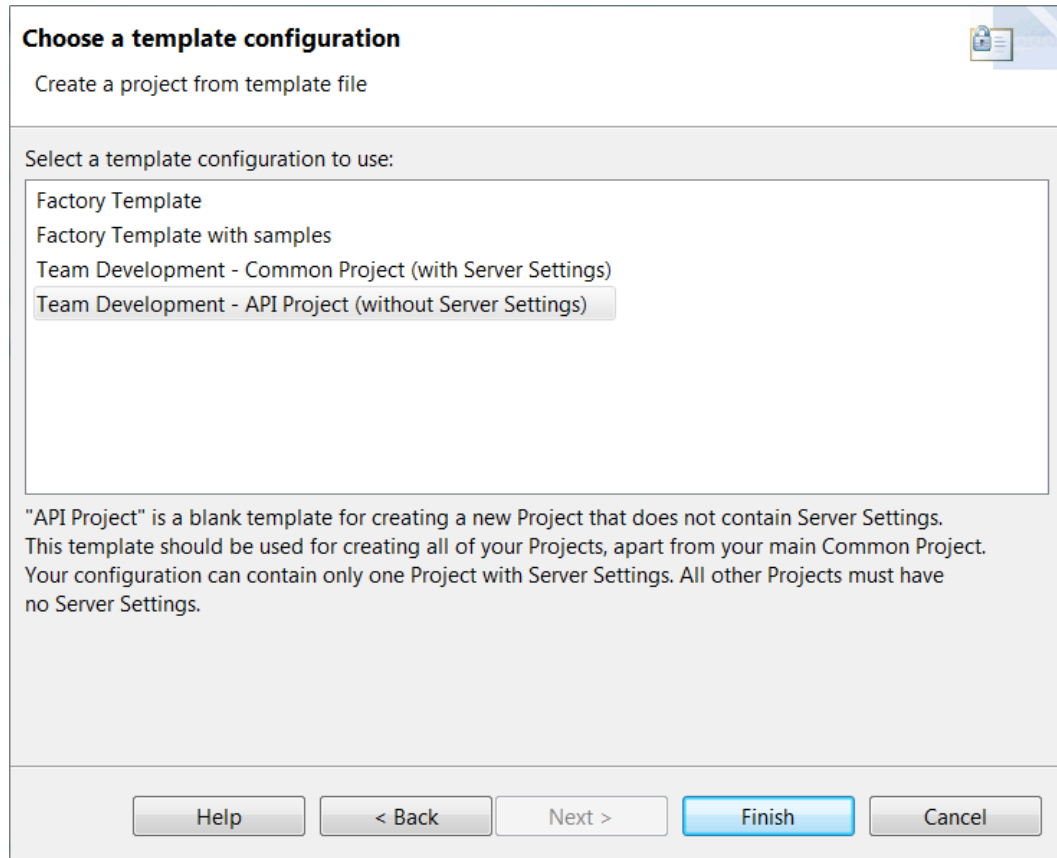 Choose a template configuration
Create a project from template file
Select a template configuration to use:
Factory Template
Factory Template with samples
Team Development - Common Project (with Server Settings)
Team Development - API Project (without Server Settings)
"API Project" is a blank template for creating a new Project that does not contain Server Settings.
This template should be used for creating all of your Projects, apart from your main Common Project.
Your configuration can contain only one Project with Server Settings. All other Projects must have
no Server Settings.
Help < Back Next > Finish Cancel